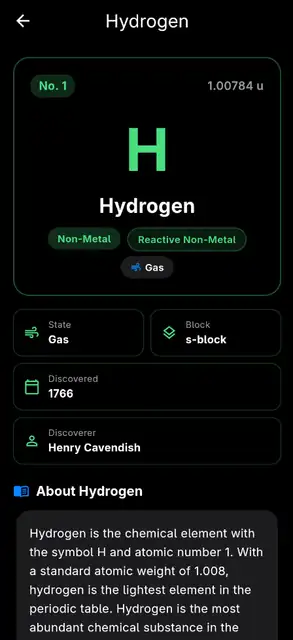 Hydrogen
No. 1
1.00784 u
H
Hydrogen
Non-Metal
Reactive Non-Metal
Gas
State
Gas
Block
s-block
Discovered
1766
Discoverer
Henry Cavendish
About Hydrogen
Hydrogen is the chemical element with
the symbol H and atomic number 1. With
a standard atomic weight of 1.008,
hydrogen is the lightest element in the
periodic table. Hydrogen is the most
abundant chemical substance in the